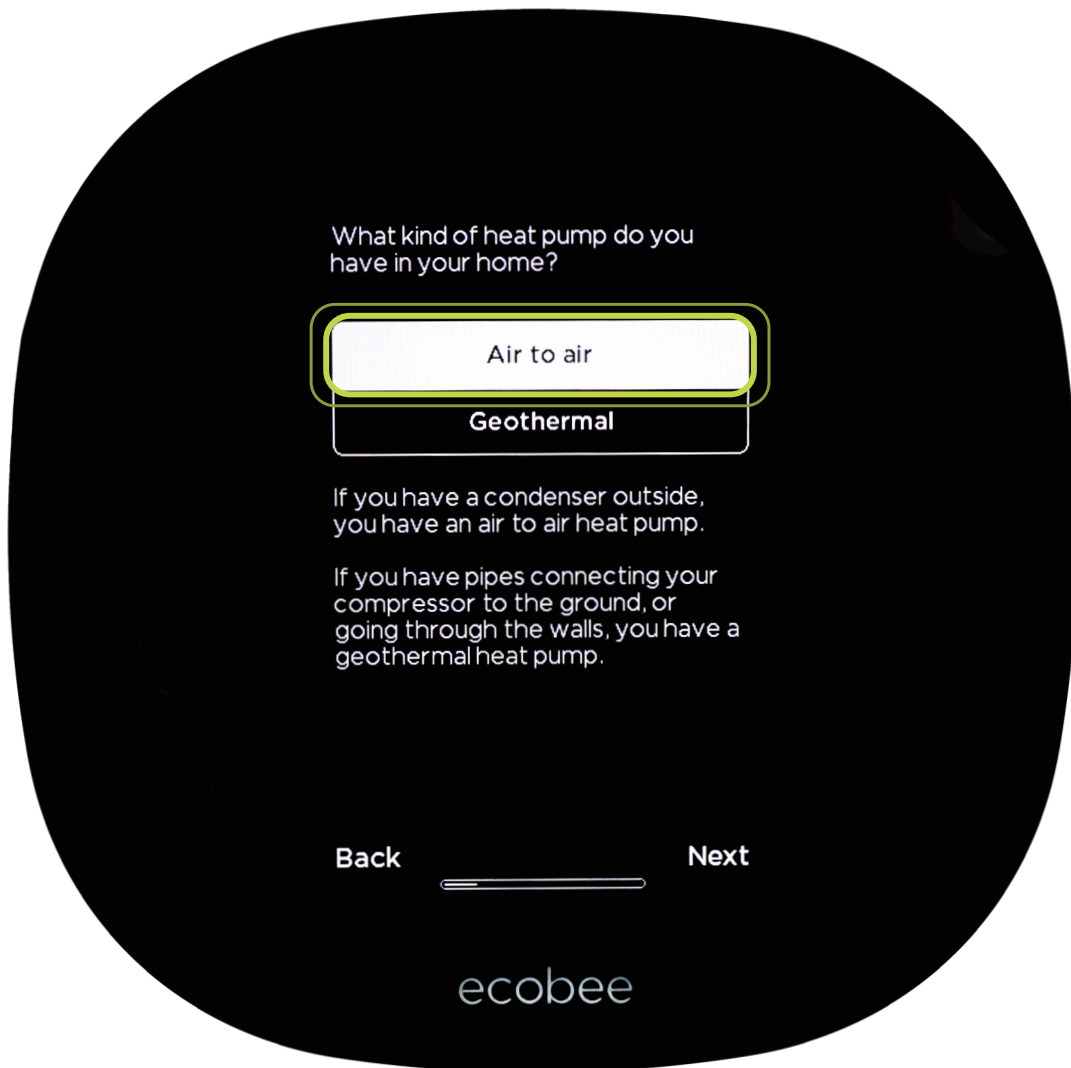 What kind of heat pump do you
have in your home?
Air to air
Geothermal
If you have a condenser outside,
you have an air to air heat pump.
If you have pipes connecting your
compressor to the ground, or
going through the walls, you have a
geothermal heat pump.
Back
Next
ecobee